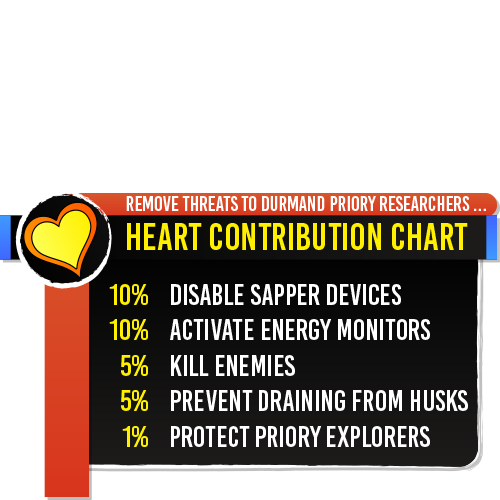 REMOVE THREATS TO DURMAND PRIORY RESEARCHERS ...
HEART CONTRIBUTION CHART
10% DISABLE SAPPER DEVICES
10% ACTIVATE ENERGY MONITORS
5% KILL ENEMIES
5% PREVENT DRAINING FROM HUSKS
1% PROTECT PRIORY EXPLORERS